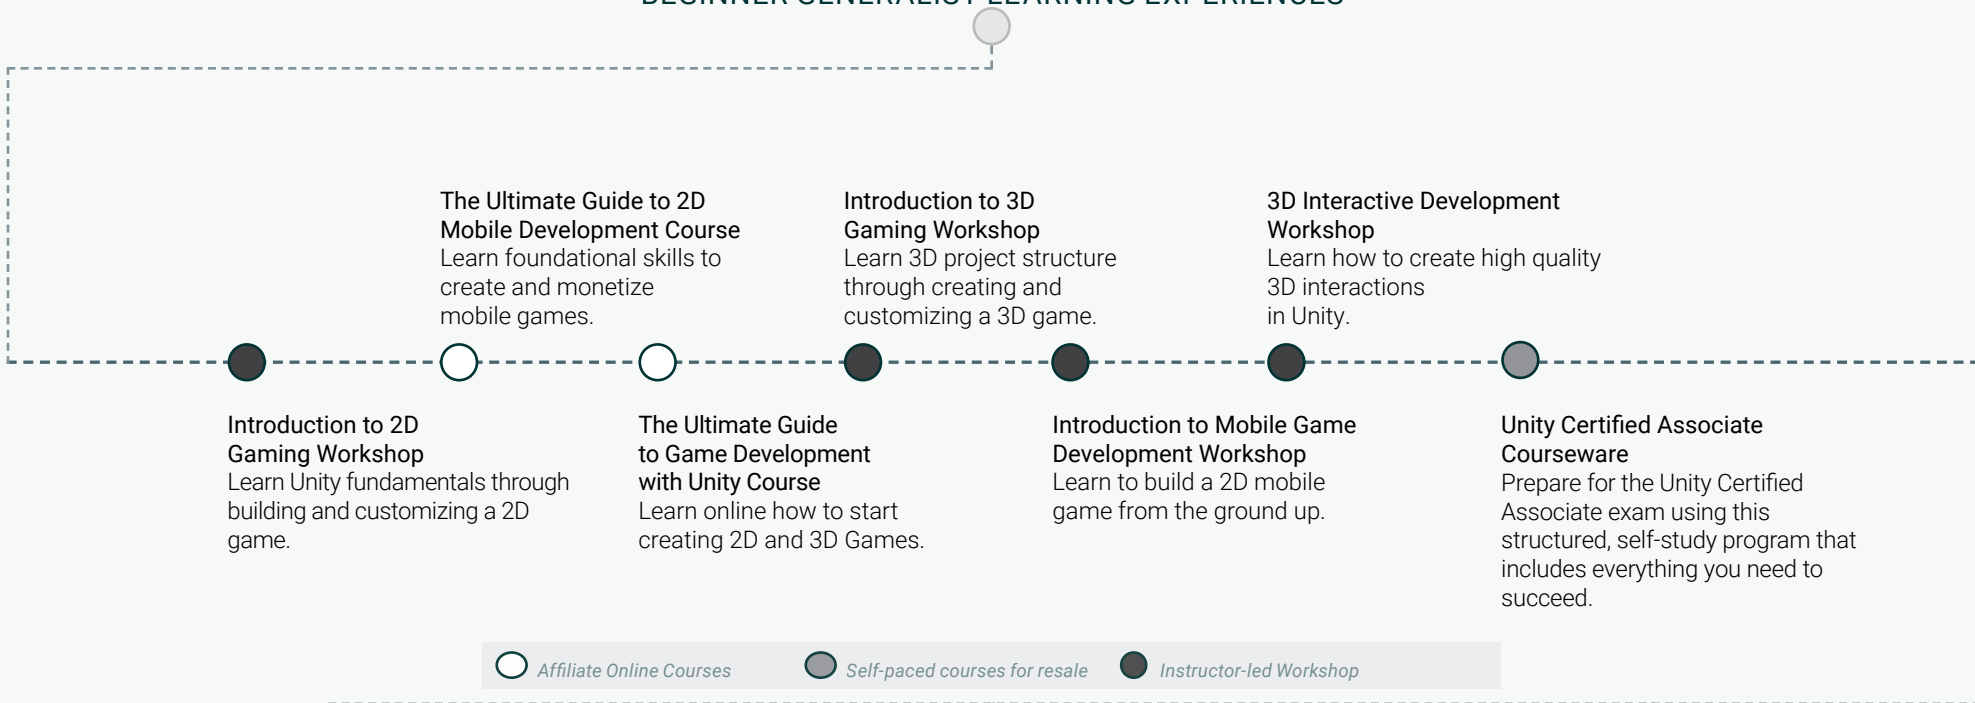 BEGINNER GENERALIST LEARNING EXPERIENCES
The Ultimate Guide to 2D
Mobile Development Course
Learn foundational skills to
create and monetize
mobile games.
Introduction to 3D
Gaming Workshop
Learn 3D project structure
through creating and
customizing a 3D game.
3D Interactive Development
Workshop
Learn how to create high quality
3D interactions
in Unity.
Introduction to 2D
Gaming Workshop
Learn Unity fundamentals through
building and customizing a 2D
game.
The Ultimate Guide
to Game Development
with Unity Course
Learn online how to start
creating 2D and 3D Games.
Introduction to Mobile Game
Development Workshop
Learn to build a 2D mobile
game from the ground up.
Unity Certified Associate
Courseware
Prepare for the Unity Certified
Associate exam using this
structured, self-study program that
includes everything you need to
succeed.
Affiliate Online Courses
Self-paced courses for resale
Instructor-led Workshop